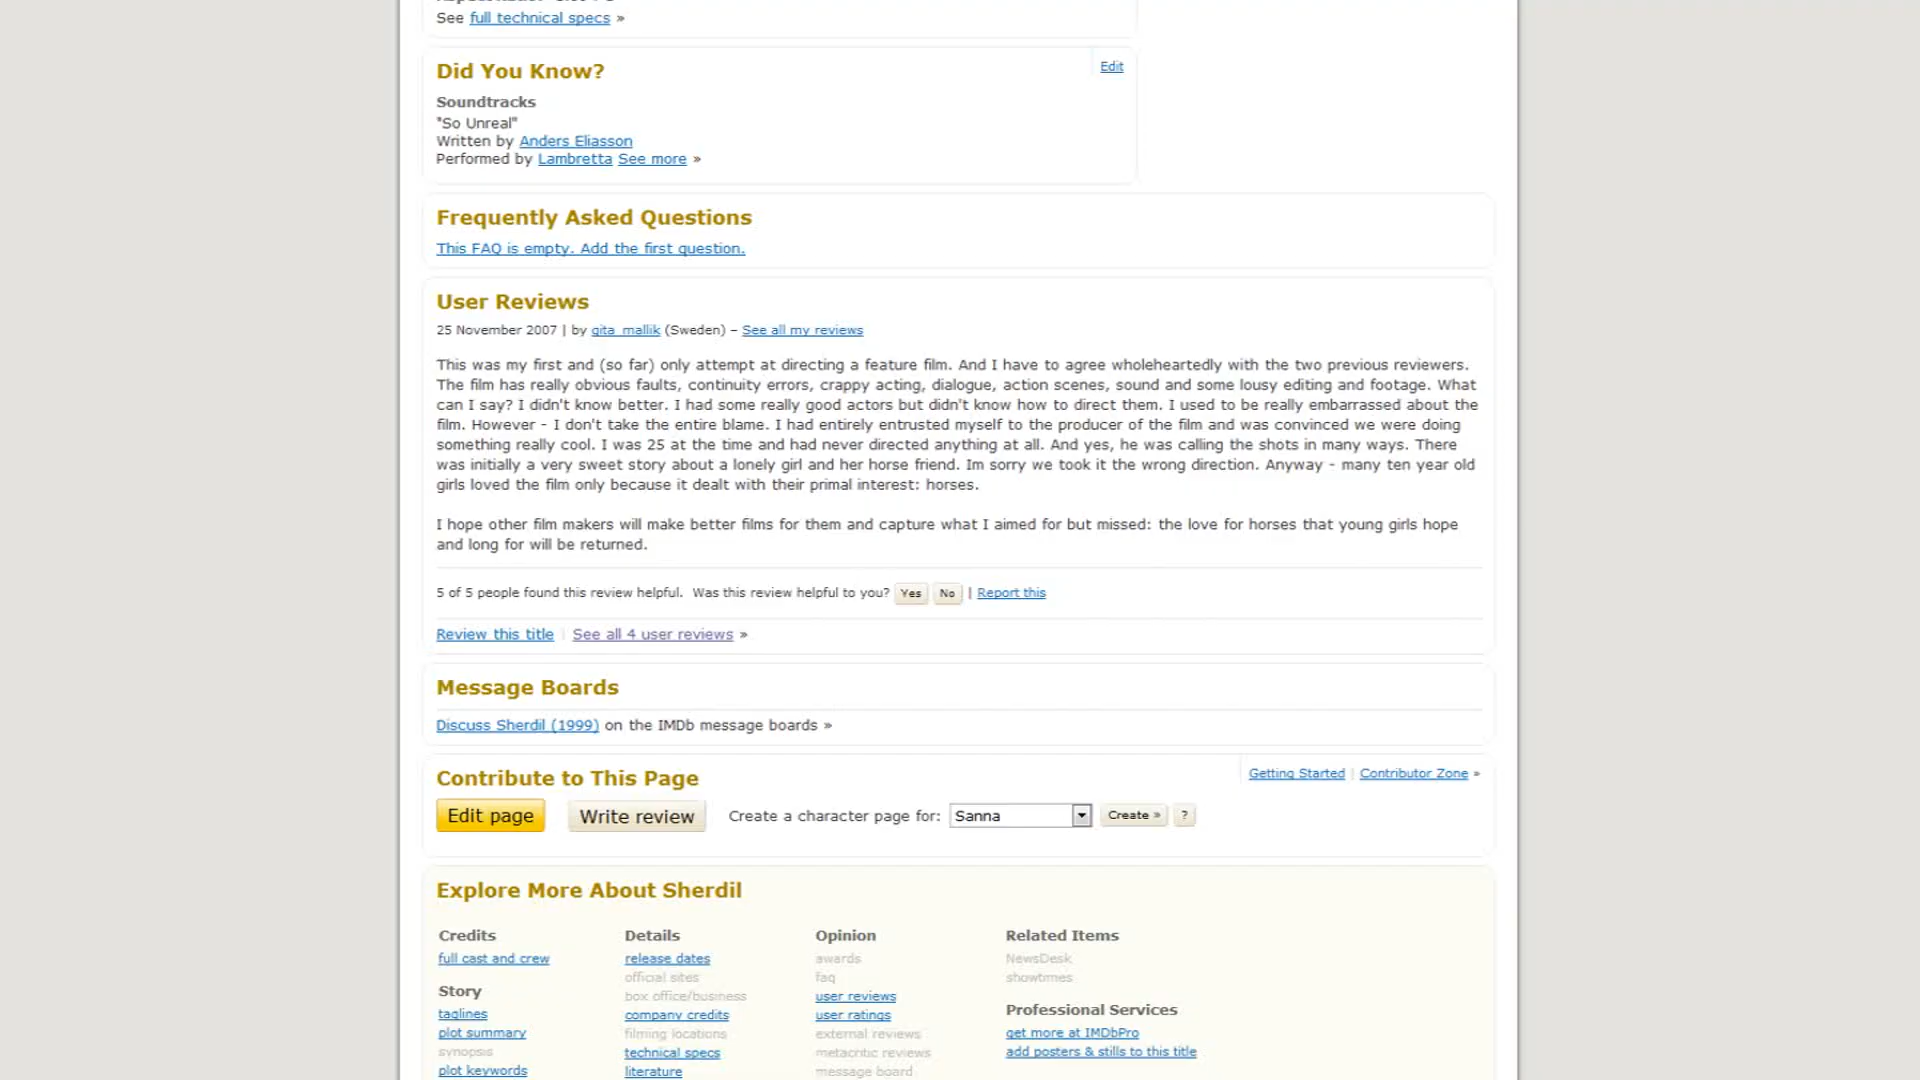 See full technical specs »
Did You Know?
Edit
Soundtracks
"So Unreal"
Written by Anders Eliasson
Performed by Lambretta See more »
Frequently Asked Questions
This FAQ is empty. Add the first question.
User Reviews
25 November 2007 | by gita_mallik (Sweden) – See all my reviews
This was my first and (so far) only attempt at directing a feature film. And I have to agree wholeheartedly with the two previous reviewers.
The film has really obvious faults, continuity errors, crappy acting, dialogue, action scenes, sound and some lousy editing and footage. What
can I say? I didn't know better. I had some really good actors but didn't know how to direct them. I used to be really embarrassed about the
film. However - I don't take the entire blame. I had entirely entrusted myself to the producer of the film and was convinced we were doing
something really cool. I was 25 at the time and had never directed anything at all. And yes, he was calling the shots in many ways. There
was initially a very sweet story about a lonely girl and her horse friend. Im sorry we took it the wrong direction. Anyway - many ten year old
girls loved the film only because it dealt with their primal interest: horses.
I hope other film makers will make better films for them and capture what I aimed for but missed: the love for horses that young girls hope
and long for will be returned.
5 of 5 people found this review helpful. Was this review helpful to you? Yes No | Report this
Review this title | See all 4 user reviews »
Message Boards
Discuss Sherdil (1999) on the IMDb message boards »
Contribute to This Page
Getting Started | Contributor Zone »
Edit page Write review Create a character page for: Sanna Create » ?
Explore More About Sherdil
Credits
full cast and crew
Story
taglines
plot summary
synopsis
plot keywords
Details
release dates
official sites
box office/business
company credits
filming locations
technical specs
literature
Opinion
awards
faq
user reviews
user ratings
external reviews
metacritic reviews
message board
Related Items
NewsDesk
showtimes
Professional Services
get more at IMDbPro
add posters & stills to this title